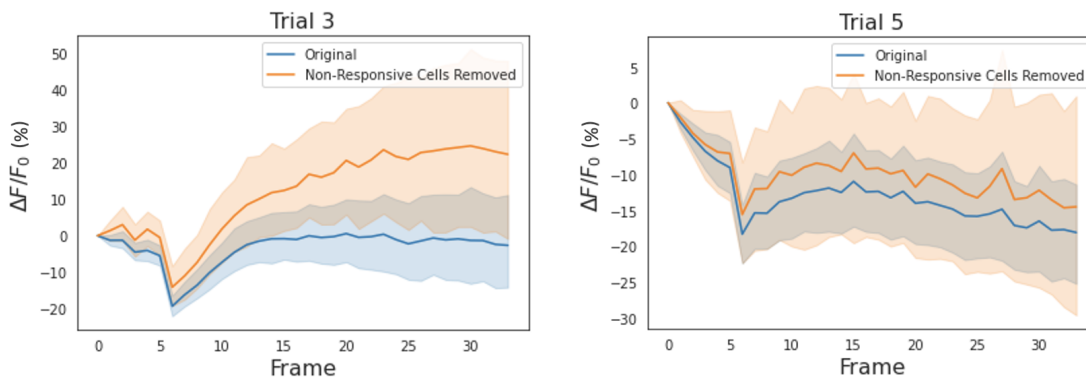 Trial 3
Original
Non-Responsive Cells Removed
50
40
30
20
10
0
−10
−20
ΔF/F₀ (%)
0 5 10 15 20 25 30
Frame
Trial 5
Original
Non-Responsive Cells Removed
5
0
−5
−10
−15
−20
−25
−30
ΔF/F₀ (%)
0 5 10 15 20 25 30
Frame